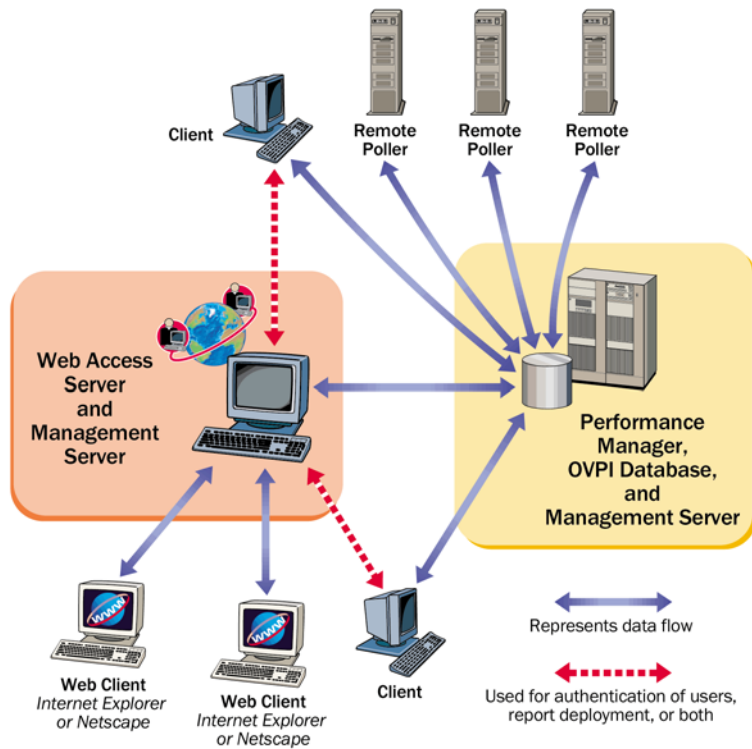 Client
Remote
Poller
Remote
Poller
Remote
Poller
Web Access
Server
and
Management
Server
Performance
Manager,
OVPI Database,
and
Management Server
WWW
Web Client
Internet Explorer
or Netscape
WWW
Web Client
Internet Explorer
or Netscape
Client
Represents data flow
Used for authentication of users,
report deployment, or both